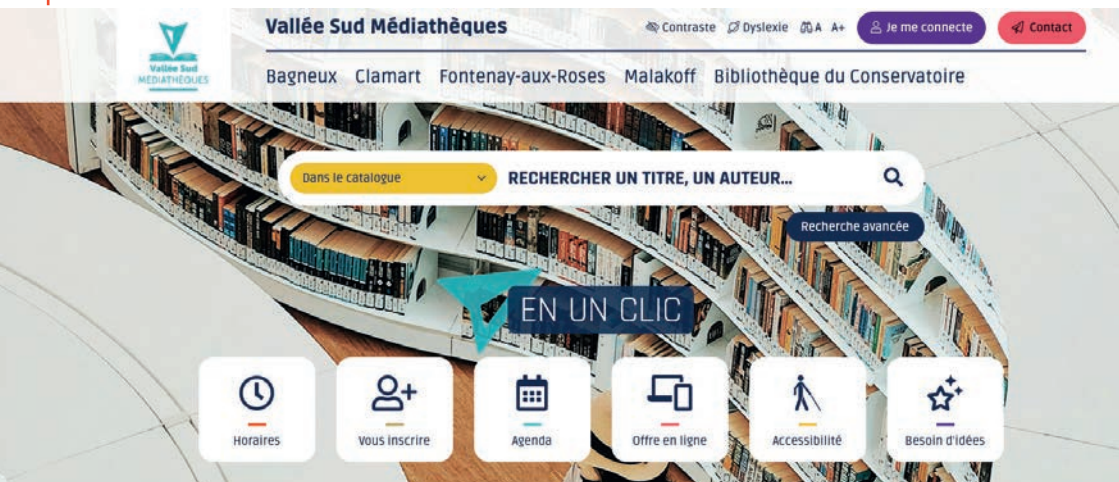 Vallée Sud Médiathèques
Contraste Dyslexie A A+ Je me connecte Contact
Vallée Sud
MÉDIATHÈQUES
Bagneux Clamart Fontenay-aux-Roses Malakoff Bibliothèque du Conservatoire
Dans le catalogue RECHERCHER UN TITRE, UN AUTEUR...
Recherche avancée
EN UN CLIC
Horaires Vous inscrire Agenda Offre en ligne Accessibilité Besoin d'idées